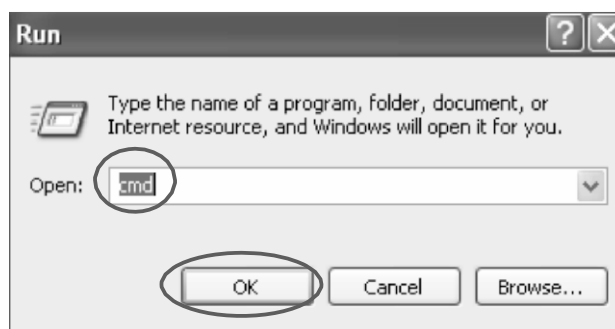 Run
Type the name of a program, folder, document, or
Internet resource, and Windows will open it for you.
Open: cmd
OK Cancel Browse...